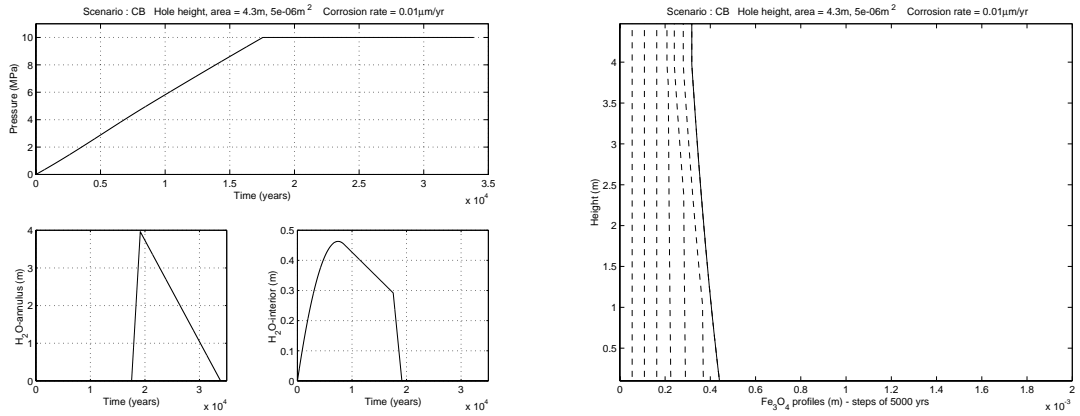 Scenario : CB Hole height, area = 4.3m, 5e-06m2 Corrosion rate = 0.01μm/yr
Pressure (MPa)
10
8
6
4
2
0
0 0.5 1 1.5 2 2.5 3 3.5
Time (years)
x 10^4
H2O-annulus (m)
4
3
2
1
0
0 1 2 3
Time (years)
x 10^4
H2O-interior (m)
0.5
0.4
0.3
0.2
0.1
0
0 1 2 3
Time (years)
x 10^4
Scenario : CB Hole height, area = 4.3m, 5e-06m2 Corrosion rate = 0.01μm/yr
Height (m)
4
3.5
3
2.5
2
1.5
1
0.5
0 0.2 0.4 0.6 0.8 1 1.2 1.4 1.6 1.8 2
Fe3O4 profiles (m) - steps of 5000 yrs
x 10^-3